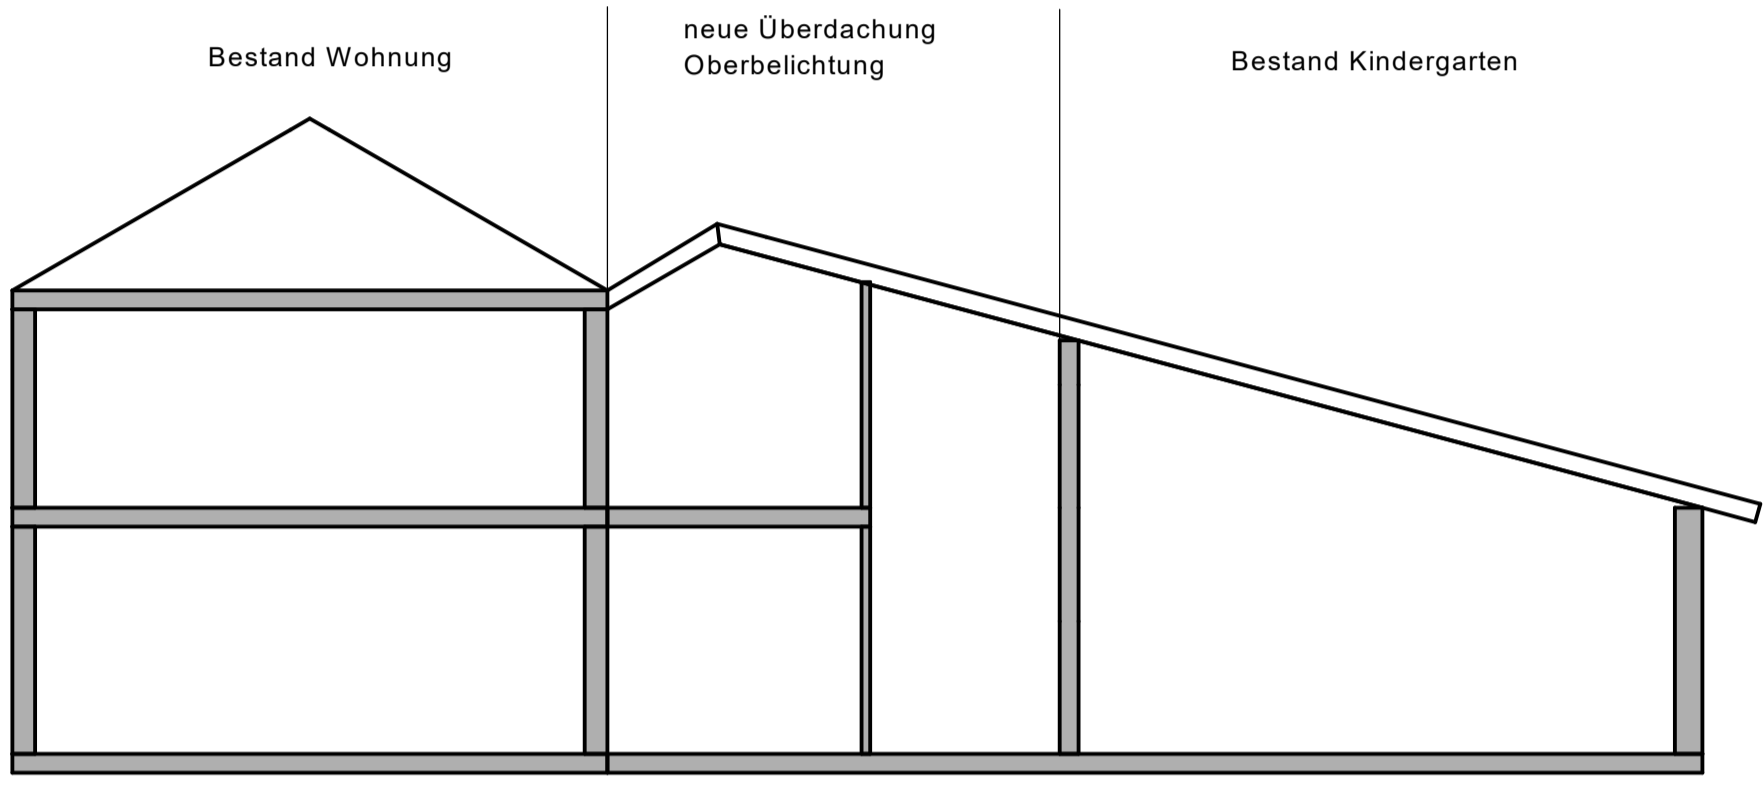 Bestand Wohnung
neue Überdachung
Oberbelichtung
Bestand Kindergarten